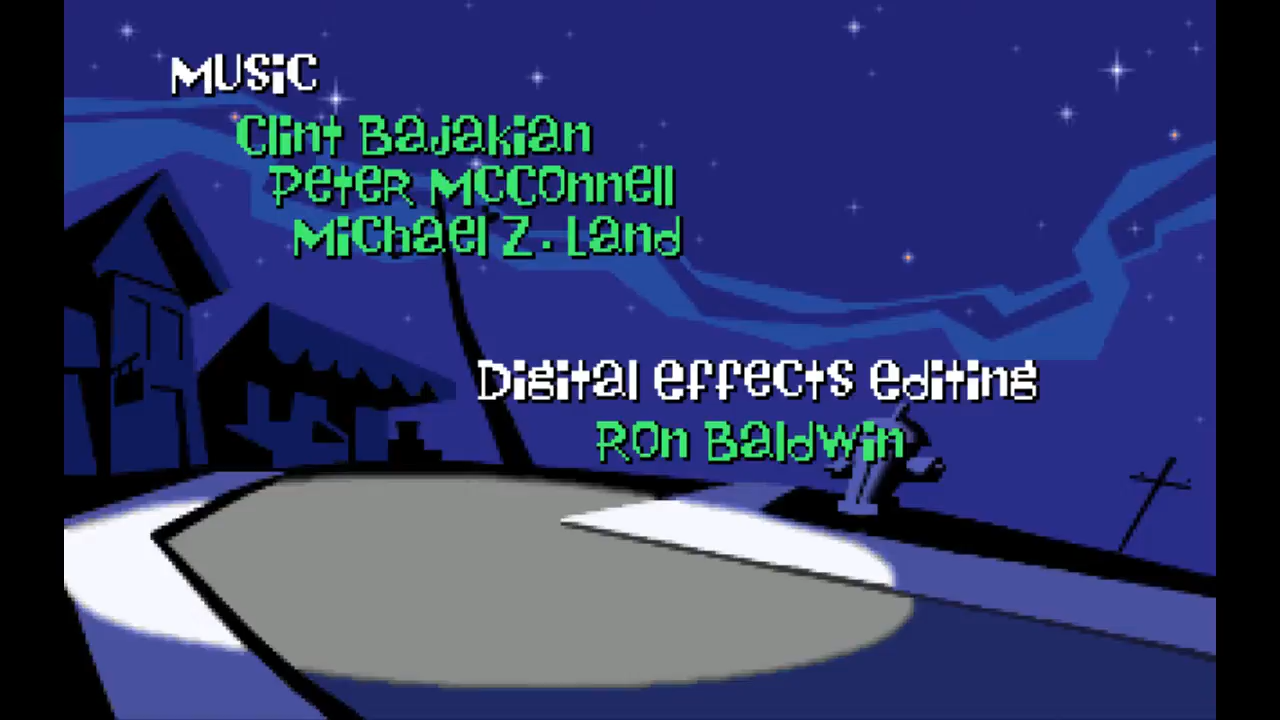 Music
Clint Bajakian
Peter McConnell
Michael Z. Land
Digital Effects Editing
Ron Baldwin